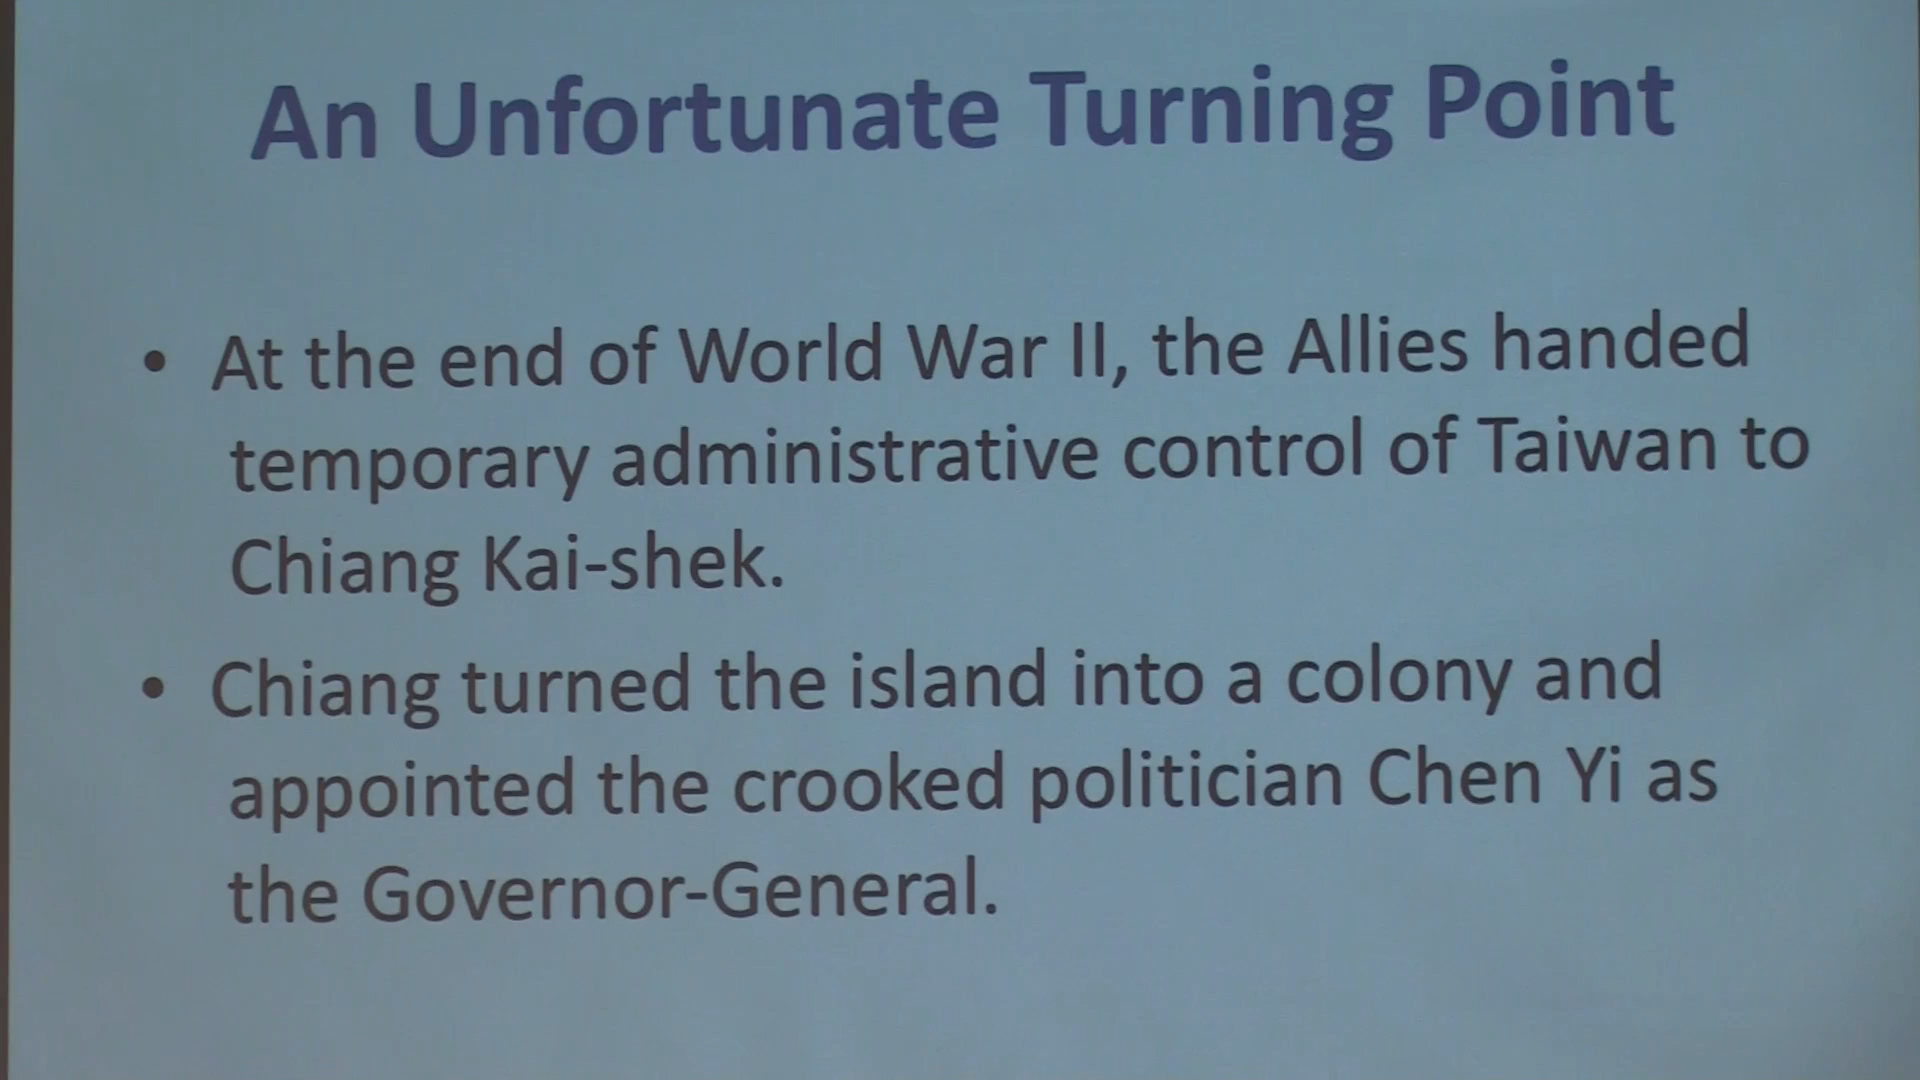 An Unfortunate Turning Point
• At the end of World War II, the Allies handed
temporary administrative control of Taiwan to
Chiang Kai-shek.
• Chiang turned the island into a colony and
appointed the crooked politician Chen Yi as
the Governor-General.